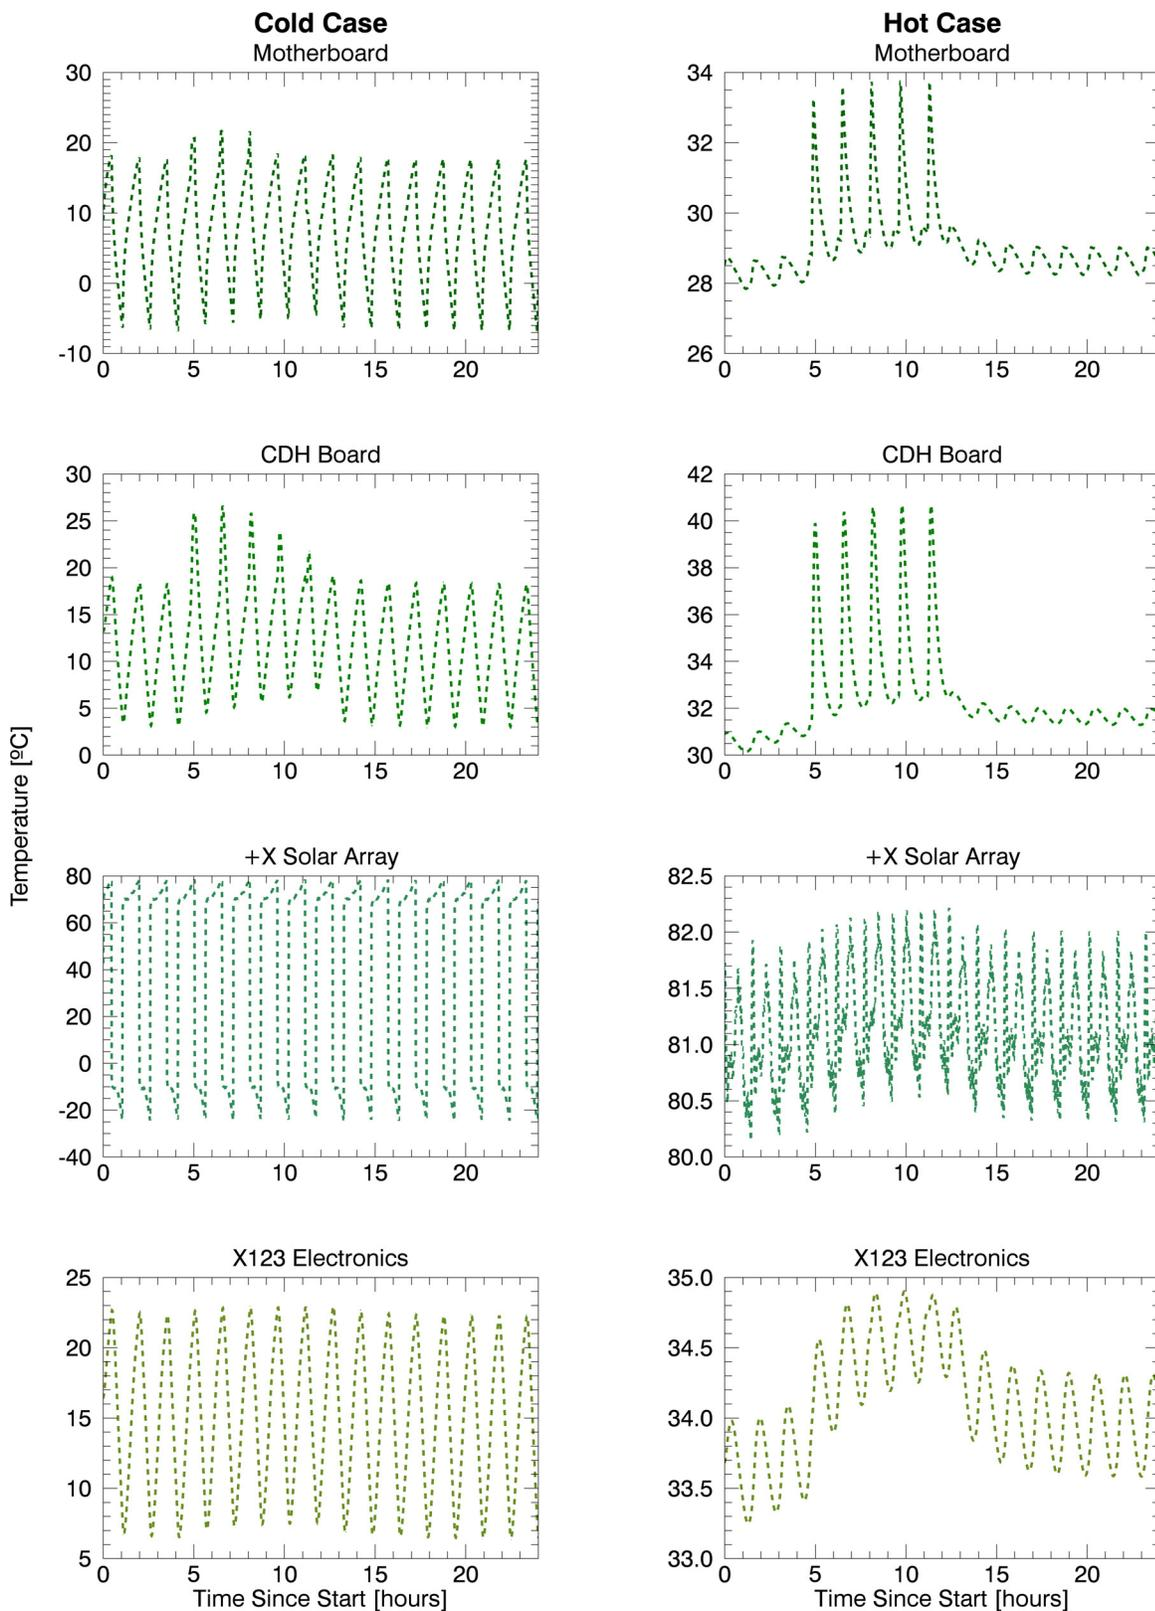 Cold Case
Hot Case
Motherboard
Motherboard
30
20
10
0
-10
0 5 10 15 20
34
32
30
28
26
0 5 10 15 20
CDH Board
CDH Board
30
25
20
15
10
5
0
0 5 10 15 20
42
40
38
36
34
32
30
0 5 10 15 20
Temperature [ºC]
+X Solar Array
+X Solar Array
80
60
40
20
0
-20
-40
0 5 10 15 20
82.5
82.0
81.5
81.0
80.5
80.0
0 5 10 15 20
X123 Electronics
X123 Electronics
25
20
15
10
5
0 5 10 15 20
Time Since Start [hours]
35.0
34.5
34.0
33.5
33.0
0 5 10 15 20
Time Since Start [hours]